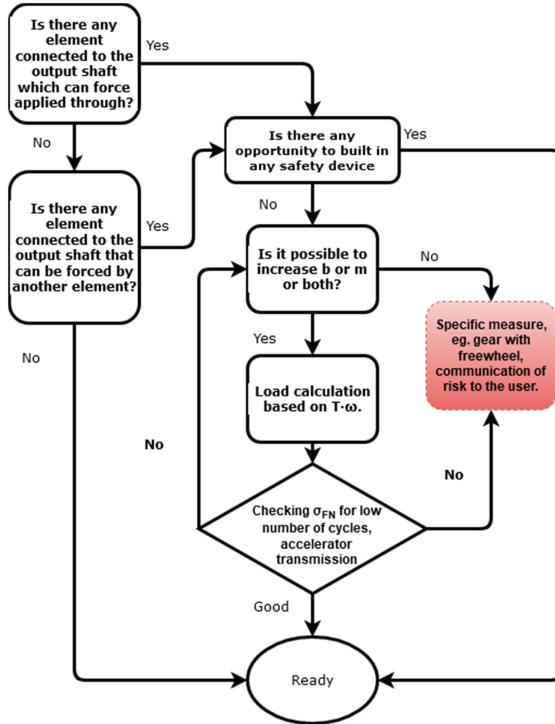 Is there any
element
connected to the
output shaft
which can force
applied through?
Yes
No
Is there any
opportunity to built in
any safety device
Yes
Is there any
element
connected to the
output shaft that
can be forced by
another element?
Yes
No
No
Is it possible to
increase b or m
or both?
No
Yes
Specific measure,
eg. gear with
freewheel,
communication of
risk to the user.
Load calculation
based on T·ω.
No
No
Checking σFN for low
number of cycles,
accelerator
transmission
Good
Ready